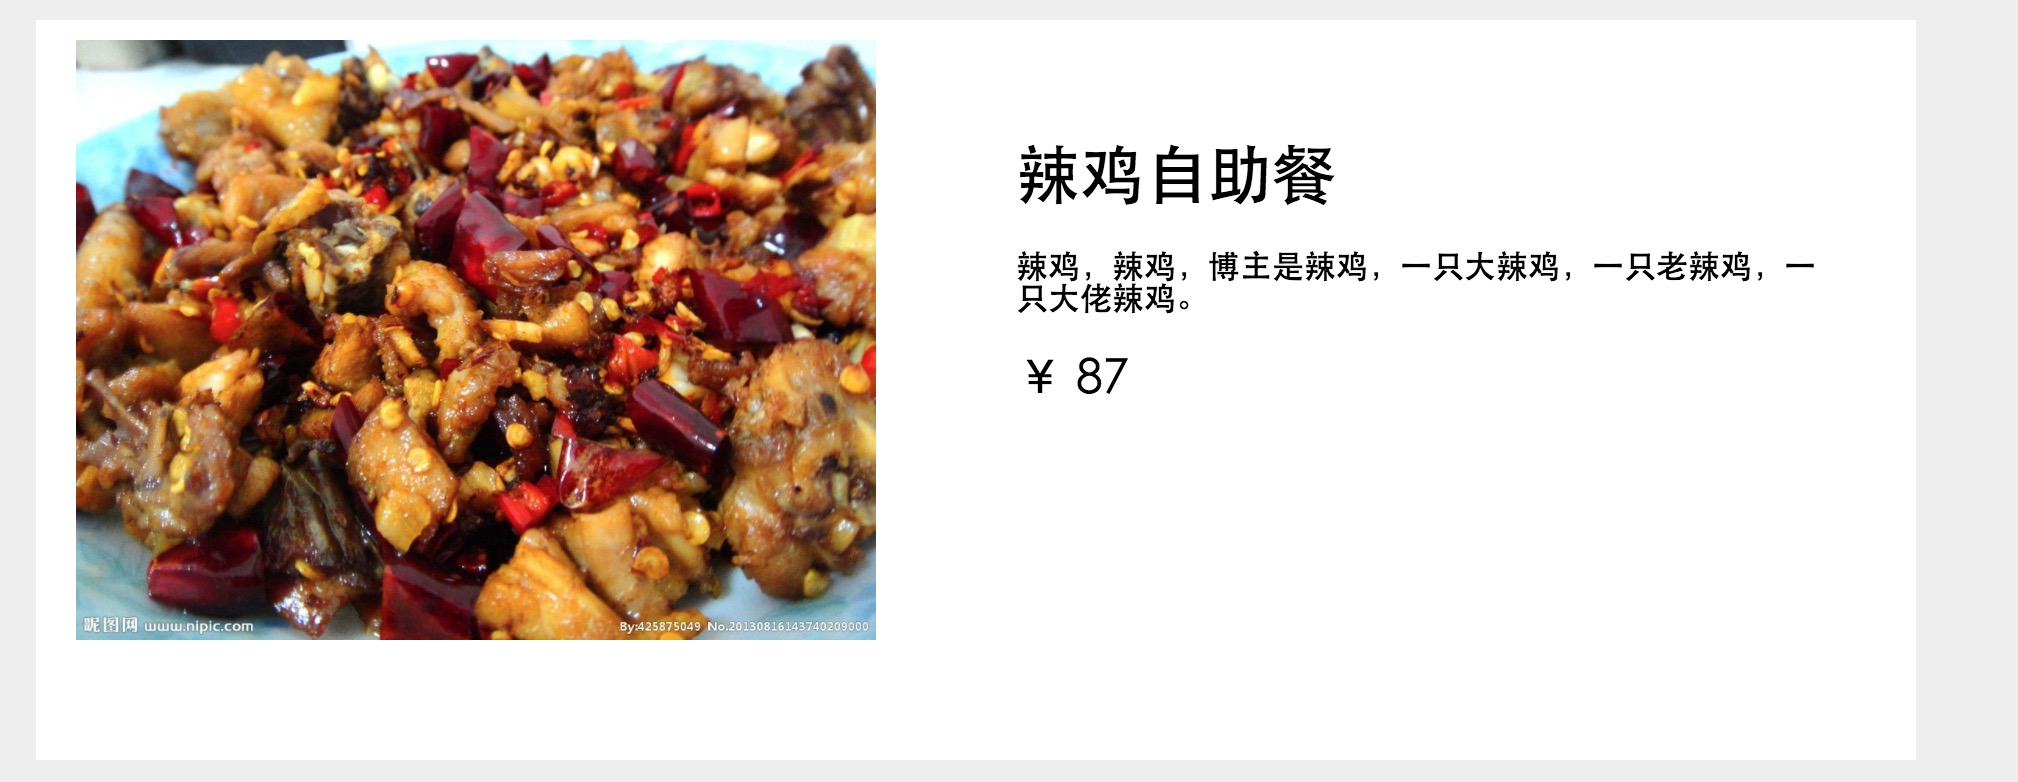 辣鸡自助餐
辣鸡，辣鸡，博主是辣鸡，一只大辣鸡，一只老辣鸡，一
只大佬辣鸡。
¥ 87
昵图网 www.nipic.com
By:425875049 No.20130816143740209000